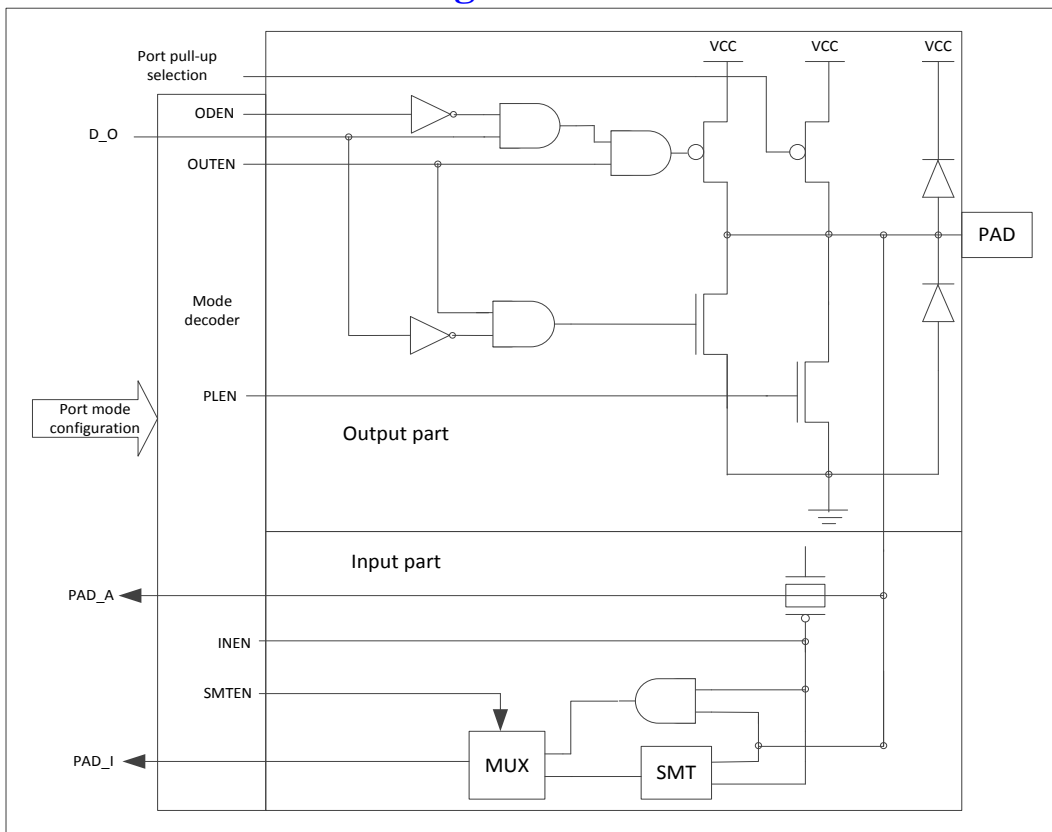 VCC
VCC
VCC
Port pull-up
selection
ODEN
D_O
OUTEN
PAD
Mode
decoder
PLEN
Port mode
configuration
Output part
Input part
PAD_A
INEN
SMTEN
PAD_I
MUX
SMT